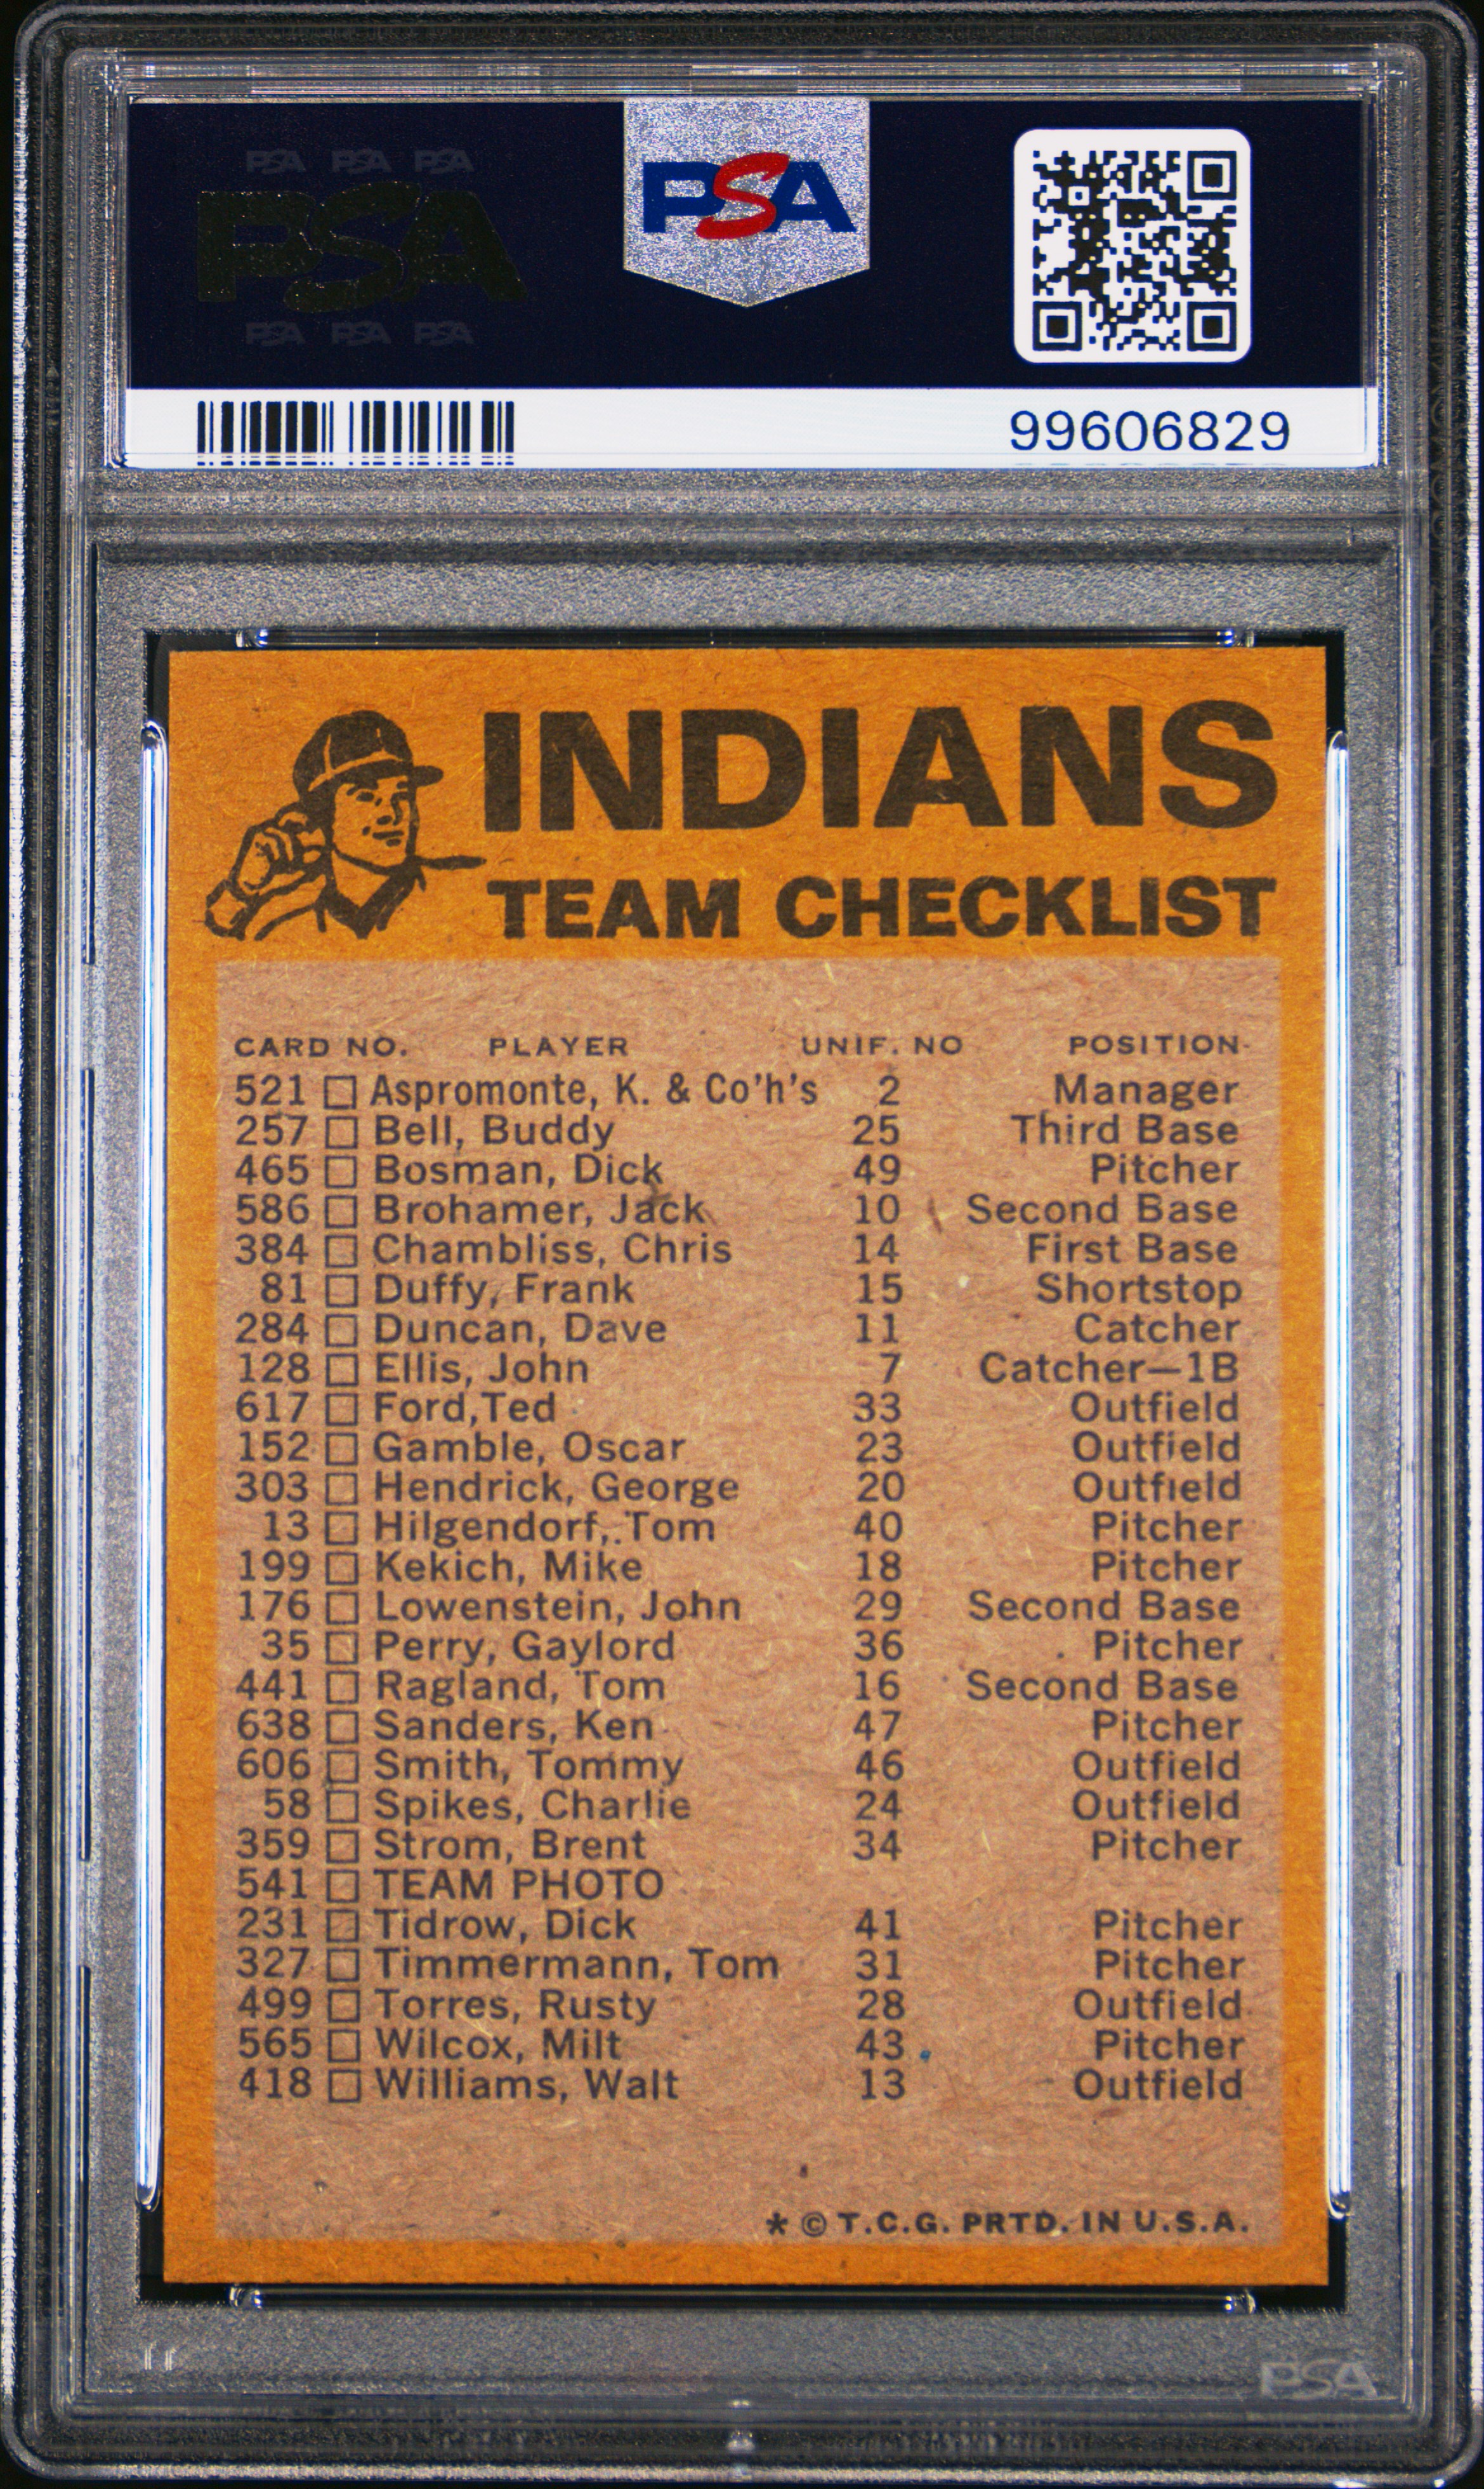 PSA PSA PSA
PSA
PSA PSA PSA
PSA
99606829
INDIANS
TEAM CHECKLIST
CARD NO. PLAYER UNIF. NO POSITION
521 □ Aspromonte, K. & Co'h's 2 Manager
257 □ Bell, Buddy 25 Third Base
465 □ Bosman, Dick 49 Pitcher
586 □ Brohamer, Jack 10 Second Base
384 □ Chambliss, Chris 14 First Base
81 □ Duffy, Frank 15 Shortstop
284 □ Duncan, Dave 11 Catcher
128 □ Ellis, John 7 Catcher—1B
617 □ Ford,Ted 33 Outfield
152 □ Gamble, Oscar 23 Outfield
303 □ Hendrick, George 20 Outfield
13 □ Hilgendorf, Tom 40 Pitcher
199 □ Kekich, Mike 18 Pitcher
176 □ Lowenstein, John 29 Second Base
35 □ Perry, Gaylord 36 Pitcher
441 □ Ragland, Tom 16 Second Base
638 □ Sanders, Ken 47 Pitcher
606 □ Smith, Tommy 46 Outfield
58 □ Spikes, Charlie 24 Outfield
359 □ Strom, Brent 34 Pitcher
541 □ TEAM PHOTO
231 □ Tidrow, Dick 41 Pitcher
327 □ Timmermann, Tom 31 Pitcher
499 □ Torres, Rusty 28 Outfield
565 □ Wilcox, Milt 43 Pitcher
418 □ Williams, Walt 13 Outfield
* © T.C.G. PRTD. IN U.S.A.
PSA